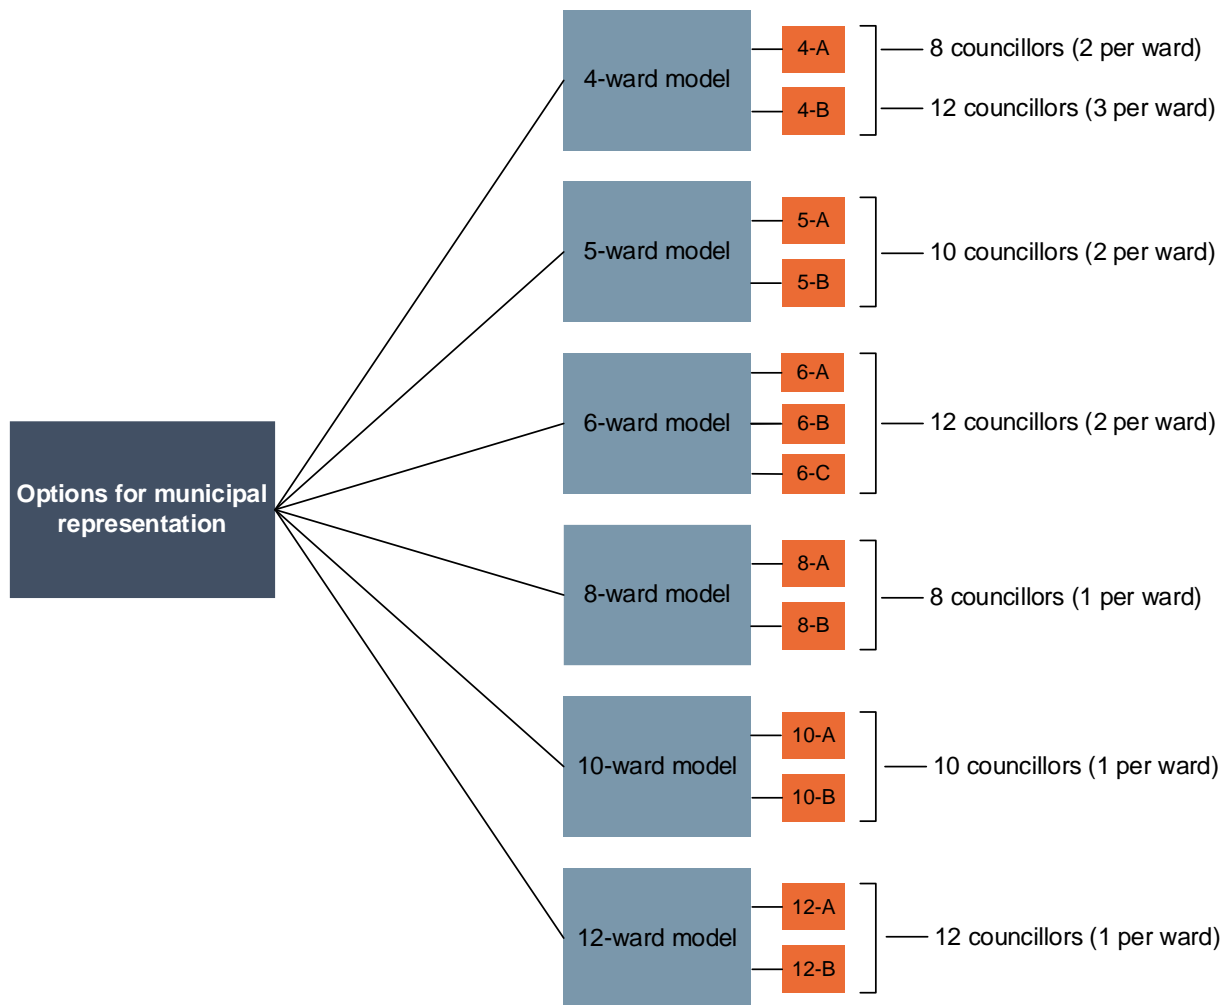 Options for municipal
representation
4-ward model
4-A
4-B
8 councillors (2 per ward)
12 councillors (3 per ward)
5-ward model
5-A
5-B
10 councillors (2 per ward)
6-ward model
6-A
6-B
6-C
12 councillors (2 per ward)
8-ward model
8-A
8-B
8 councillors (1 per ward)
10-ward model
10-A
10-B
10 councillors (1 per ward)
12-ward model
12-A
12-B
12 councillors (1 per ward)